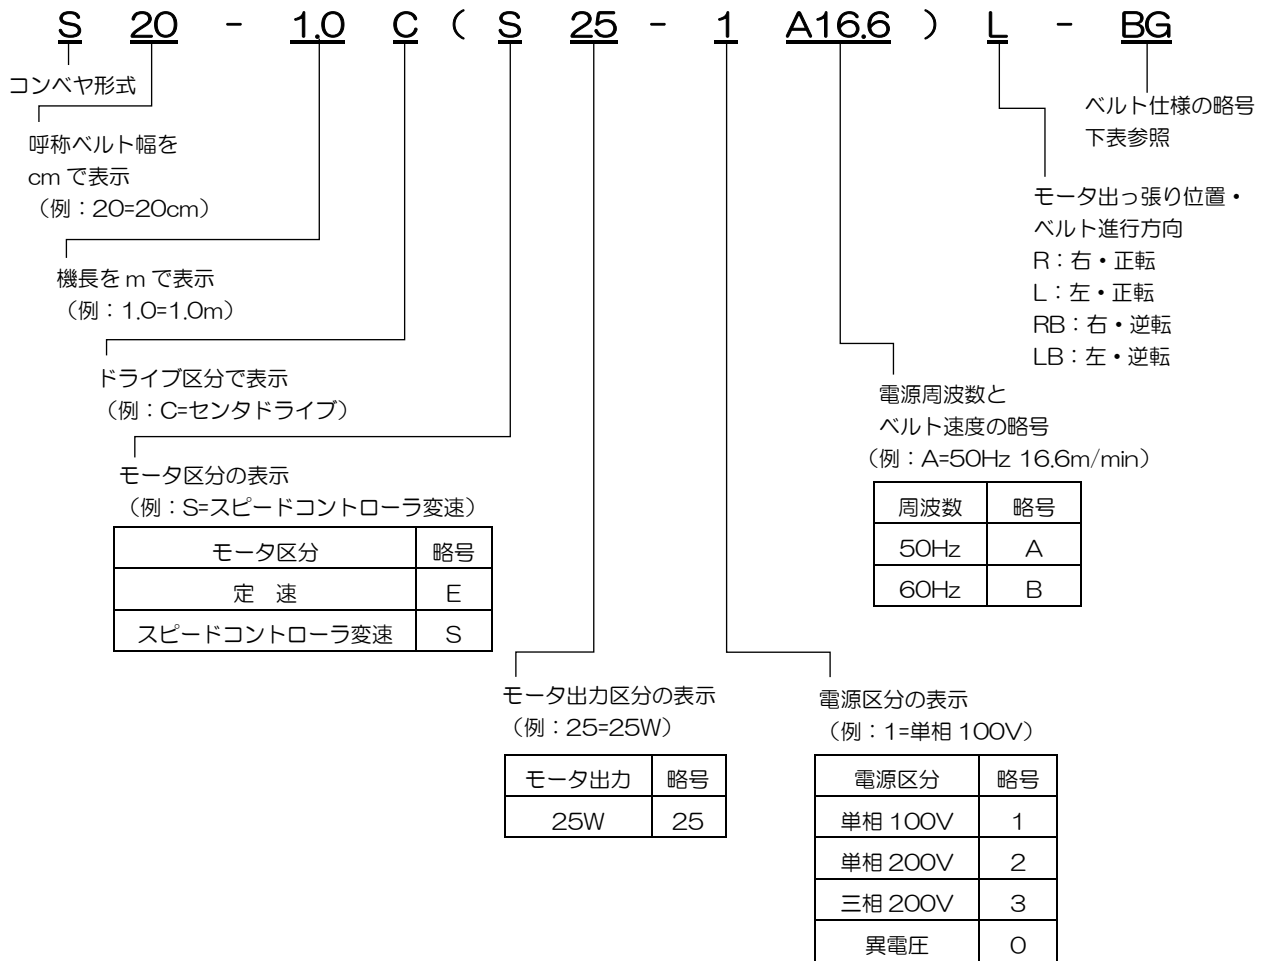 S 20 - 1.0 C ( S 25 - 1 A16.6 ) L - BG
コンベヤ形式
呼称ベルト幅を
cm で表示
（例：20=20cm）
機長を m で表示
（例：1.0=1.0m）
ドライブ区分で表示
（例：C=センタドライブ）
モータ区分の表示
（例：S=スピードコントローラ変速）
モータ区分 略号
定　速 E
スピードコントローラ変速 S
モータ出力区分の表示
（例：25=25W）
モータ出力 略号
25W 25
電源区分の表示
（例：1=単相 100V）
電源区分 略号
単相 100V 1
単相 200V 2
三相 200V 3
異電圧 0
電源周波数と
ベルト速度の略号
（例：A=50Hz 16.6m/min）
周波数 略号
50Hz A
60Hz B
モータ出っ張り位置・
ベルト進行方向
R：右・正転
L：左・正転
RB：右・逆転
LB：左・逆転
ベルト仕様の略号
下表参照